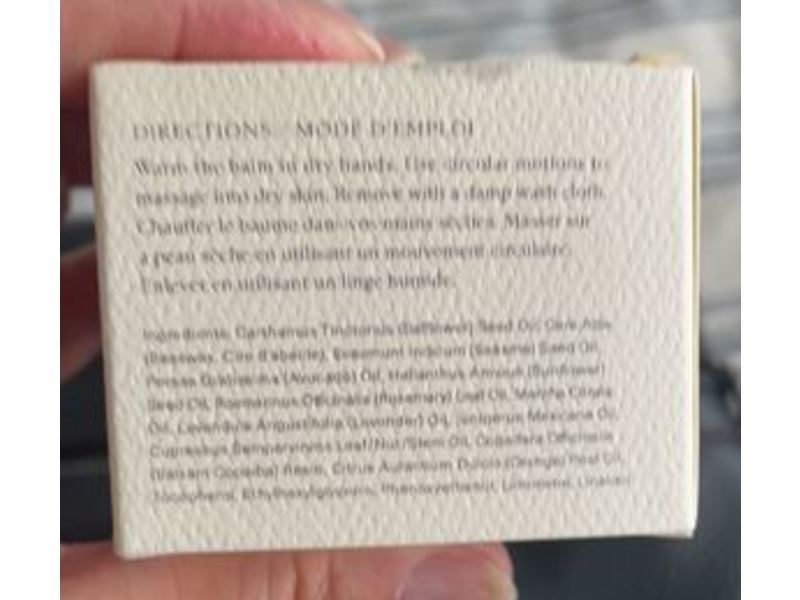 DIRECTIONS / MODE D'EMPLOI
Warm the balm in dry hands. Use circular motions to
massage into dry skin. Remove with a damp wash cloth.
Chauffer le baume dans vos mains sèches. Masser sur
a peau sèche en utilisant un mouvement circulaire.
Enlever en utilisant un linge humide.
Ingredients: Carthamus Tinctorius (Safflower) Seed Oil, Cera Alba
(Beeswax, Cire d'abeille), Sesamum Indicum (Sesame) Seed Oil,
Persea Gratissima (Avocado) Oil, Helianthus Annuus (Sunflower)
Seed Oil, Rosmarinus Officinalis (Rosemary) Leaf Oil, Mentha
Oil, Lavandula Angustifolia (Lavender) Oil, Juniperus Mexicana Oil,
Cupressus Sempervirens Leaf/Nut/Stem Oil, Copaifera Officinalis
(Balsam Copaiba) Resin, Citrus Aurantium Dulcis (Orange) Peel Oil,
Tocopherol, Ethylhexylglycerin, Phenoxyethanol, Limonene, Linalool